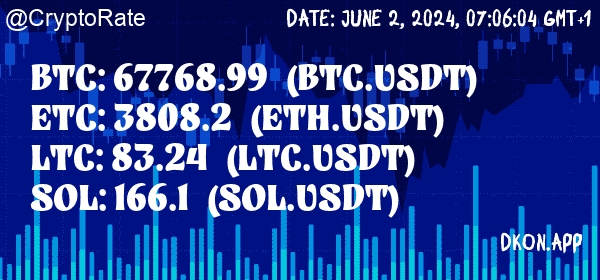 @CryptoRate
DATE: JUNE 2, 2024, 07:06:04 GMT+1
BTC: 67768.99 (BTC.USDT)
ETC: 3808.2 (ETH.USDT)
LTC: 83.24 (LTC.USDT)
SOL: 166.1 (SOL.USDT)
DKON.APP